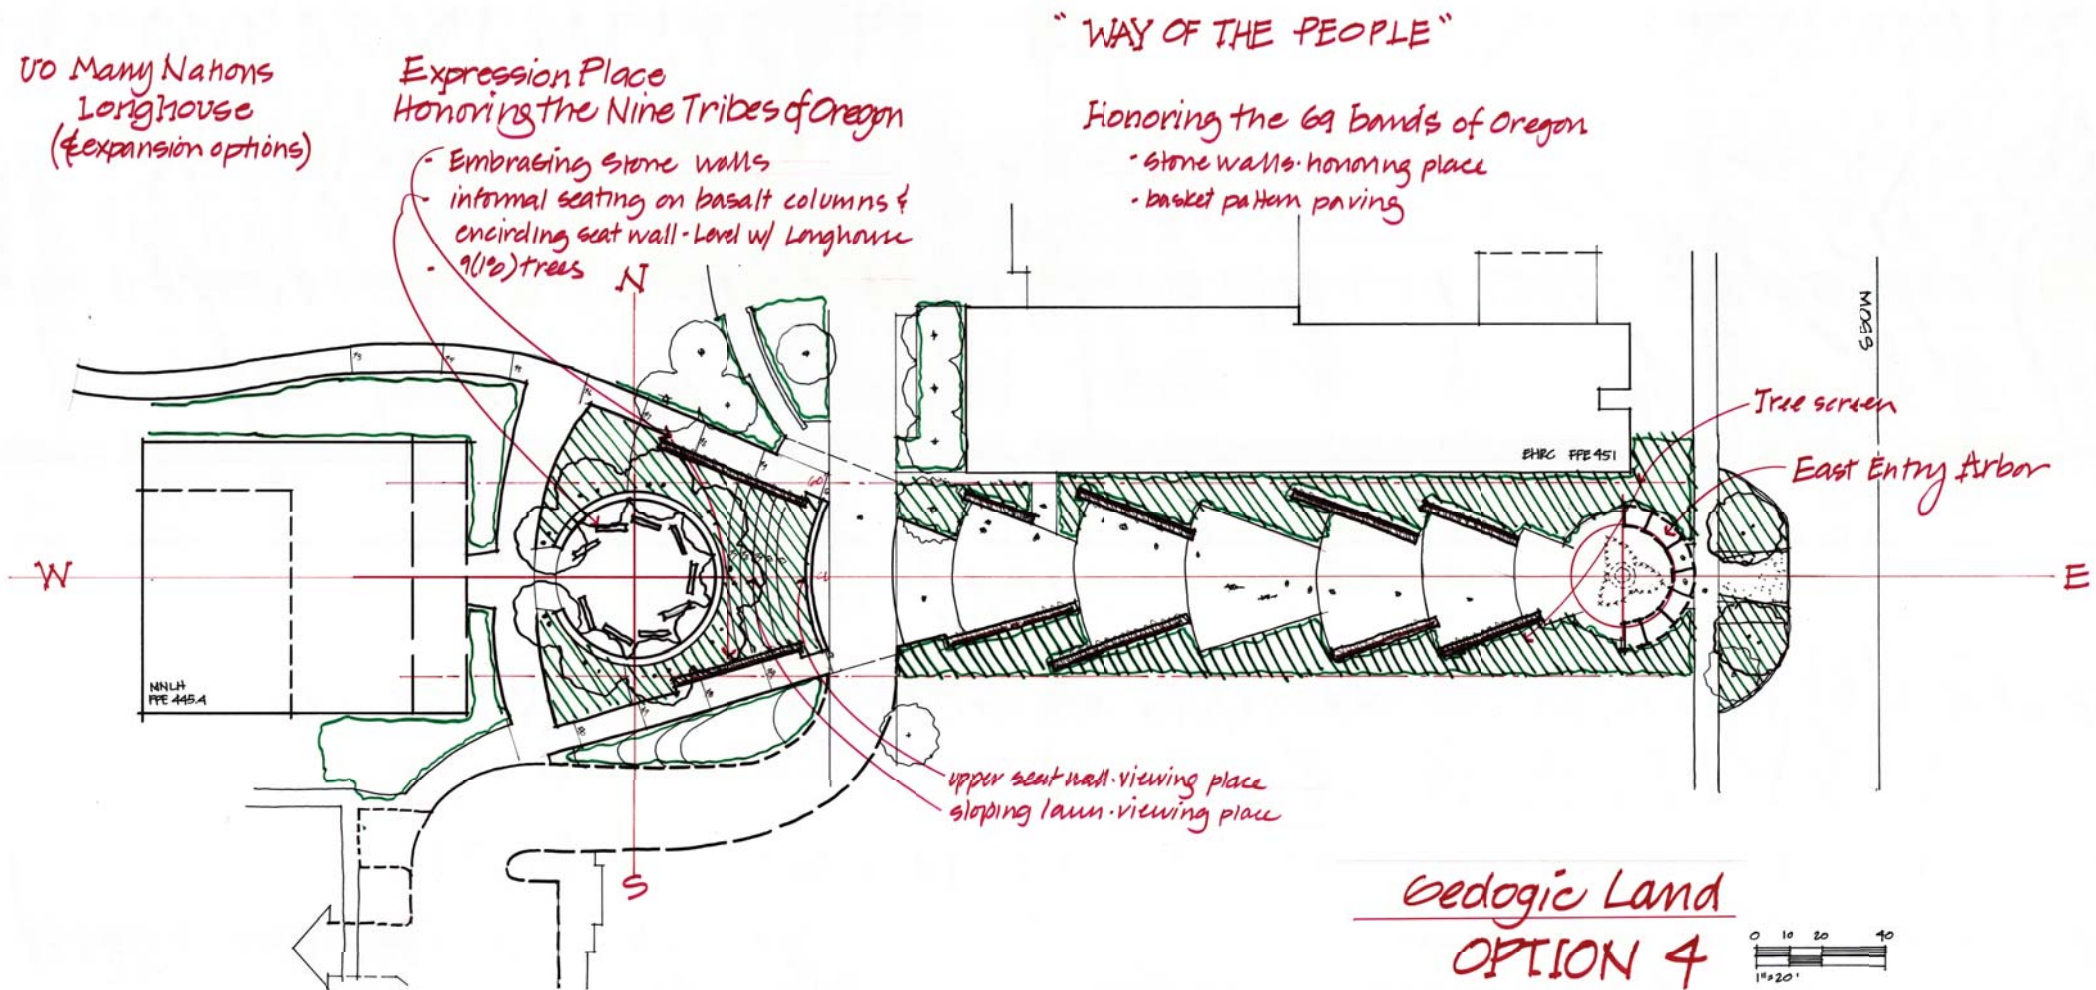 "WAY OF THE PEOPLE"
UO Many Nations
Longhouse
(& expansion options)
Expression Place
Honoring the Nine Tribes of Oregon
- Embracing Stone walls
- informal seating on basalt columns &
encircling seat wall - Level w/ Longhouse
- 9(1%) trees
Honoring the 69 bands of Oregon
- stone walls - honoring place
- basket pattern paving
N
MOSS
Tree screen
EHRC FFE 451
East Entry Arbor
W
E
MNLH
FFE 445.4
upper seat wall - viewing place
sloping lawn - viewing place
S
Geologic Land
OPTION 4
0 10 20 40
1"=20'